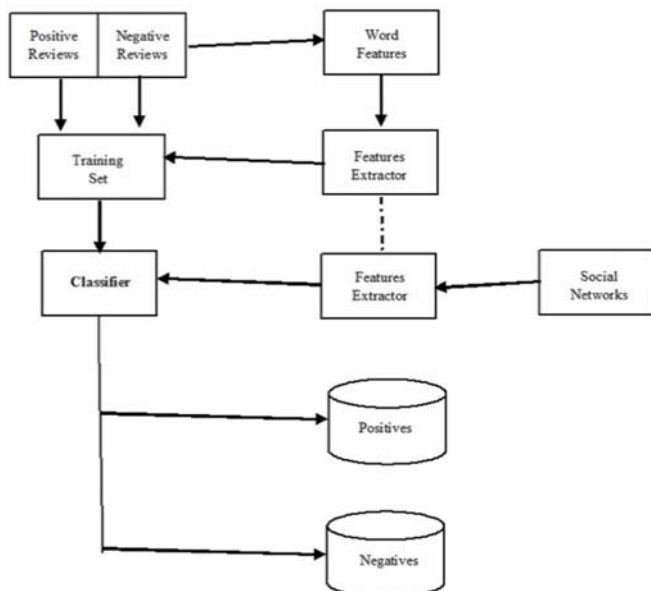 Positive
Reviews
Negative
Reviews
Word
Features
Training
Set
Features
Extractor
Classifier
Features
Extractor
Social
Networks
Positives
Negatives